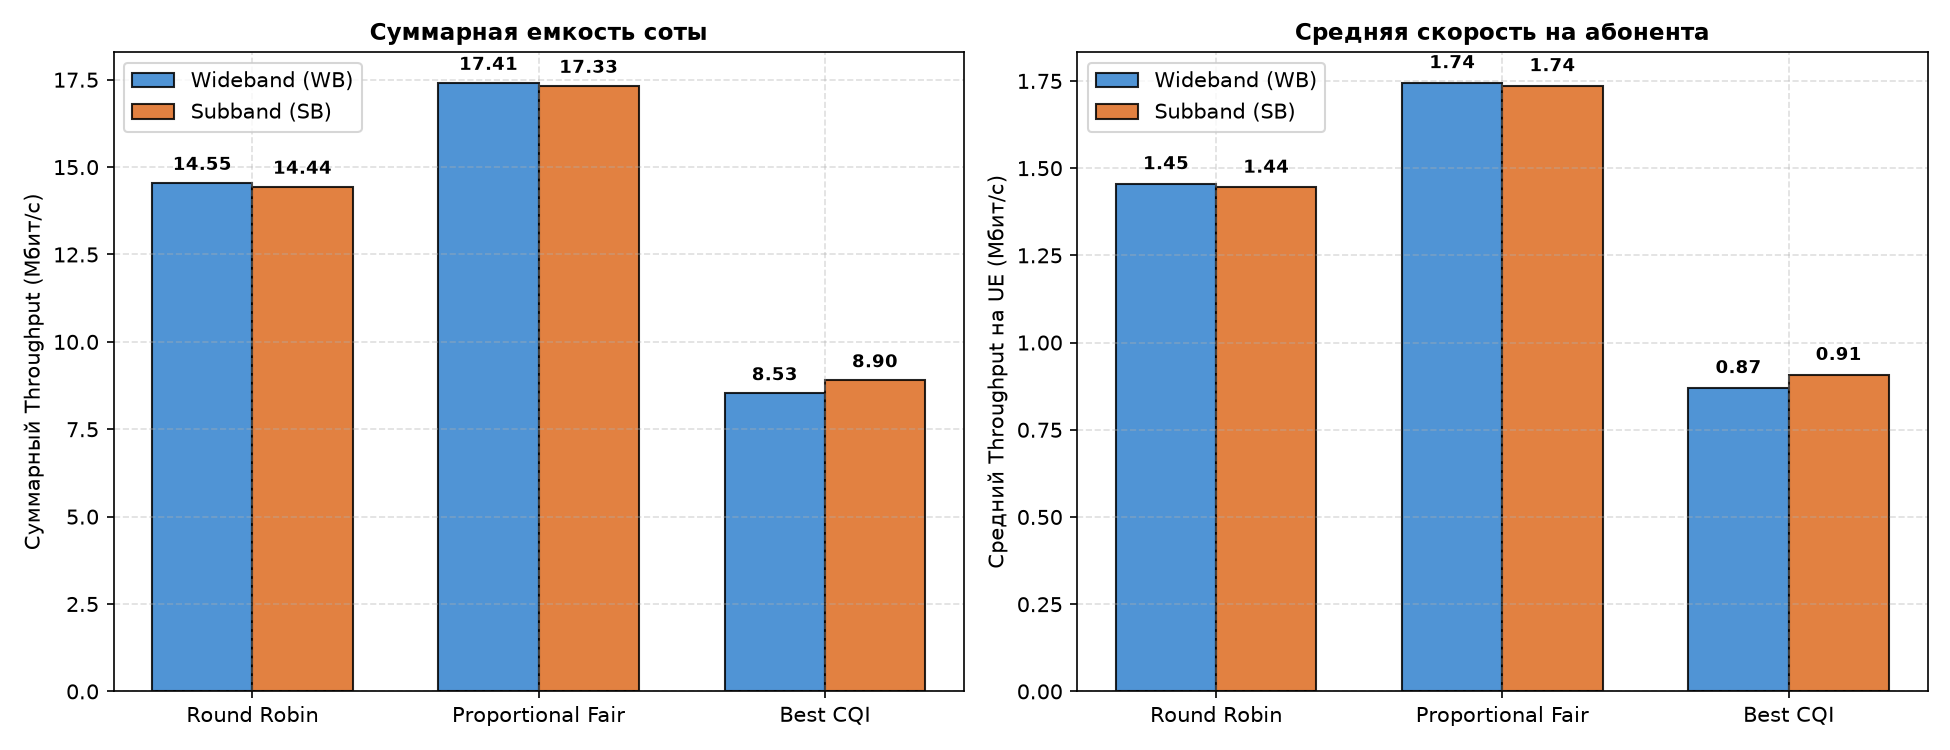 Суммарная емкость соты
Суммарный Throughput (Мбит/с)
17.5
15.0
12.5
10.0
7.5
5.0
2.5
0.0
Wideband (WB)
Subband (SB)
14.55
14.44
17.41
17.33
8.53
8.90
Round Robin
Proportional Fair
Best CQI
Средняя скорость на абонента
Средний Throughput на UE (Мбит/с)
1.75
1.50
1.25
1.00
0.75
0.50
0.25
0.00
Wideband (WB)
Subband (SB)
1.45
1.44
1.74
1.74
0.87
0.91
Round Robin
Proportional Fair
Best CQI